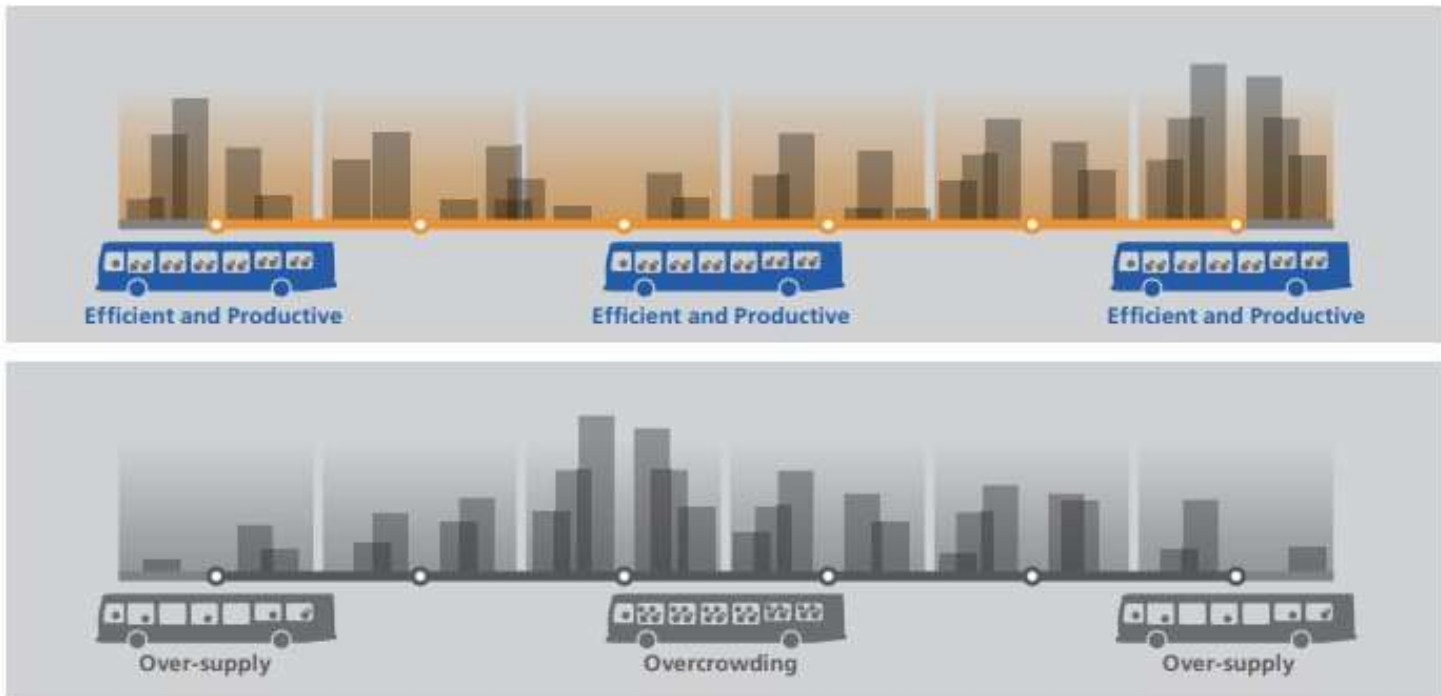 Efficient and Productive
Efficient and Productive
Efficient and Productive
Over-supply
Overcrowding
Over-supply